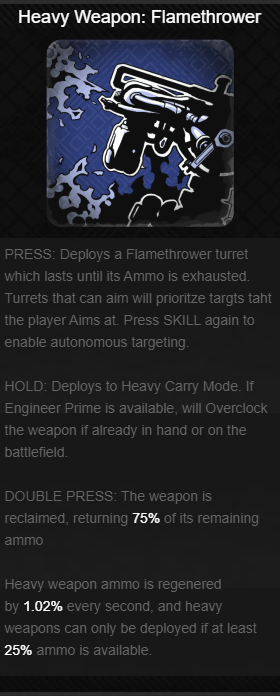 Heavy Weapon: Flamethrower
PRESS: Deploys a Flamethrower turret
which lasts until its Ammo is exhausted.
Turrets that can aim will prioritze targts taht
the player Aims at. Press SKILL again to
enable autonomous targeting.
HOLD: Deploys to Heavy Carry Mode. If
Engineer Prime is available, will Overclock
the weapon if already in hand or on the
battlefield.
DOUBLE PRESS: The weapon is
reclaimed, returning 75% of its remaining
ammo
Heavy weapon ammo is regenered
by 1.02% every second, and heavy
weapons can only be deployed if at least
25% ammo is available.